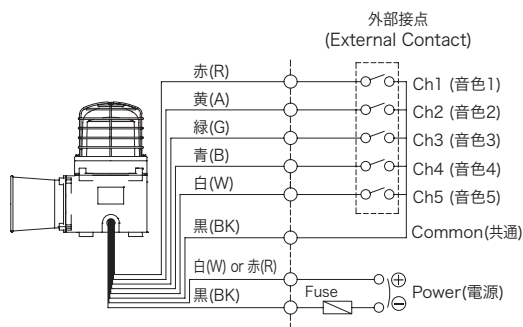 外部接点
(External Contact)
赤(R)
Ch1 (音色1)
黄(A)
Ch2 (音色2)
緑(G)
Ch3 (音色3)
青(B)
Ch4 (音色4)
白(W)
Ch5 (音色5)
黒(BK)
Common(共通)
白(W) or 赤(R)
黒(BK)
Fuse
Power(電源)